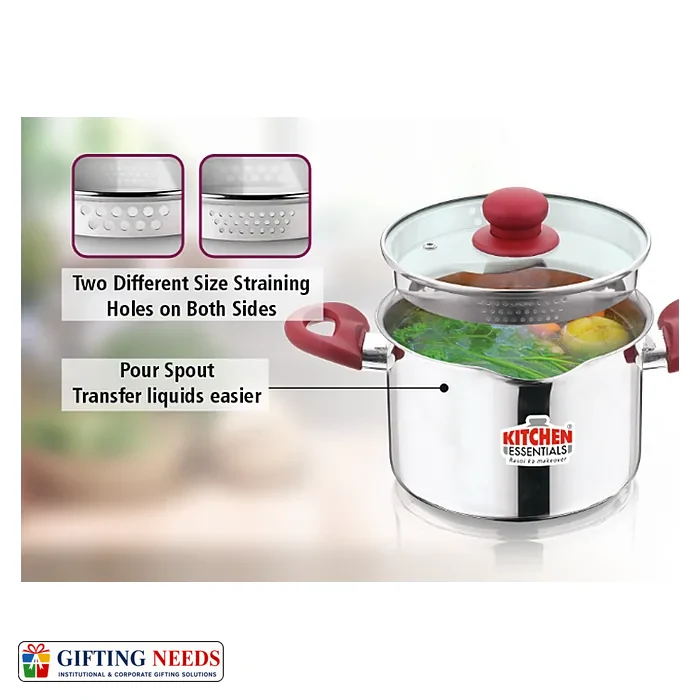 Two Different Size Straining
Holes on Both Sides
Pour Spout
Transfer liquids easier
KITCHEN®
ESSENTIALS
Rasoi ka makeover
GIFTING NEEDS
INSTITUTIONAL & CORPORATE GIFTING SOLUTIONS